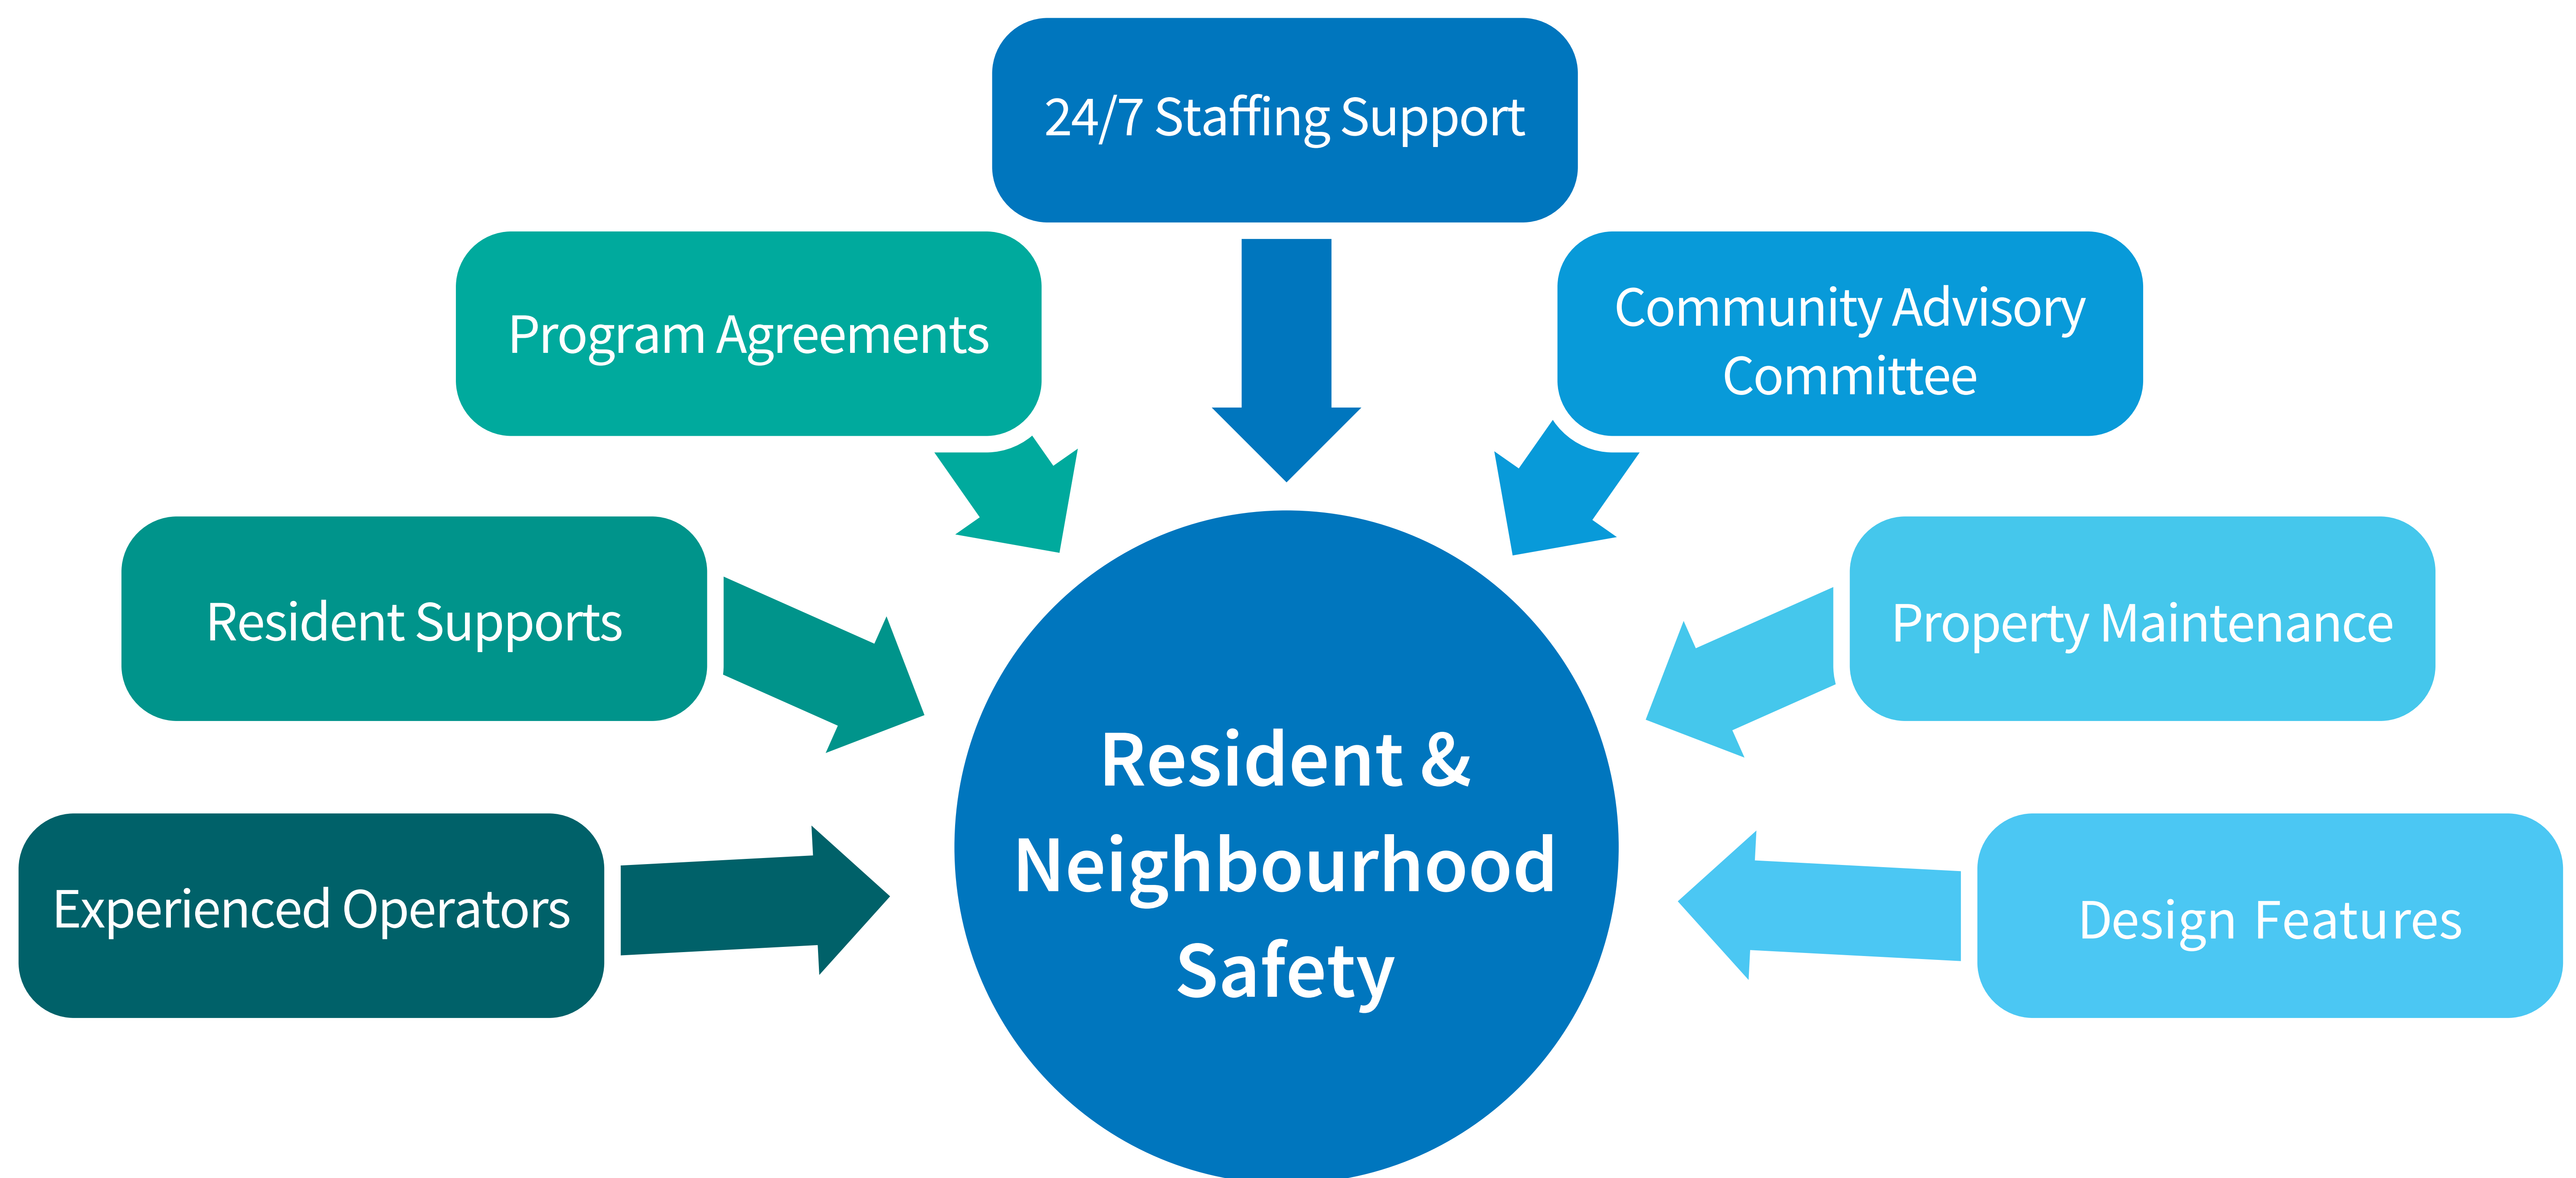 24/7 Staffing Support
Program Agreements
Community Advisory
Committee
Resident Supports
Property Maintenance
Resident &
Neighbourhood
Safety
Experienced Operators
Design Features